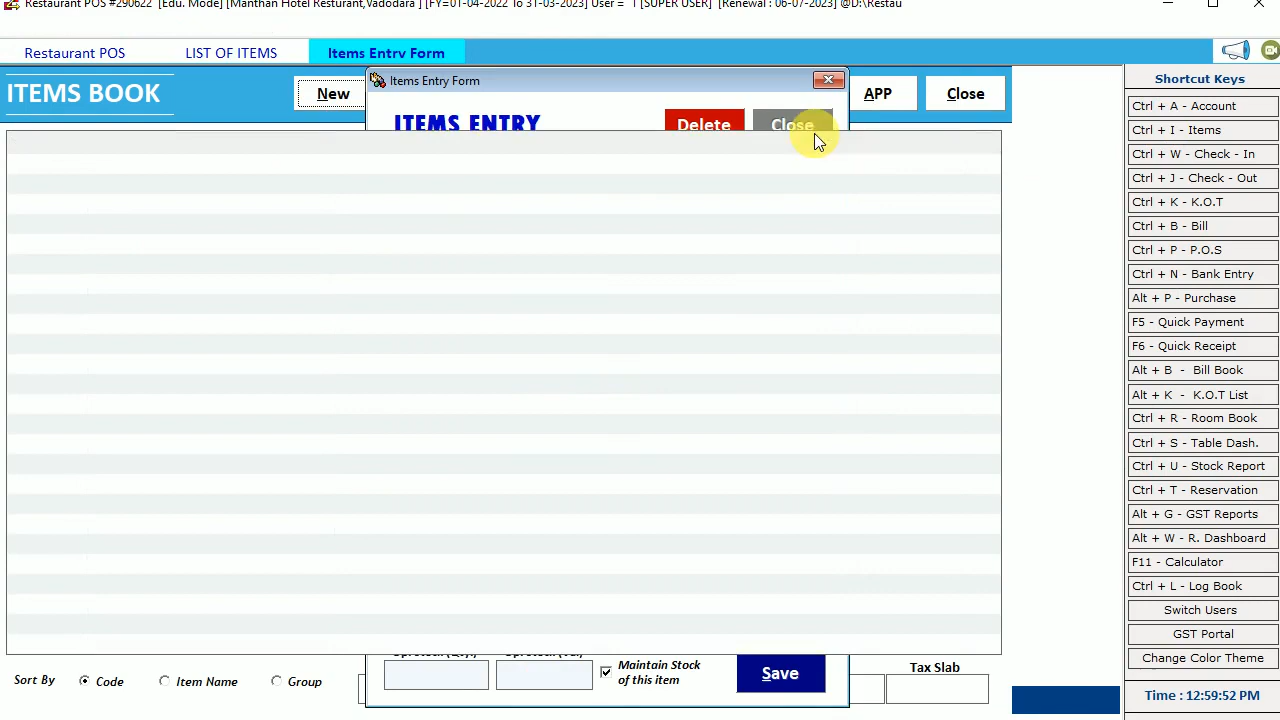 Restaurant POS #290622 [Edu. Mode] [Manthan Hotel Resturant,Vadodara ] [FY=01-04-2022 To 31-03-2023] User = 1 [SUPER USER] [Renewal : 06-07-2023] @D:\Restau
Restaurant POS
LIST OF ITEMS
Items Entry Form
ITEMS BOOK
New
Items Entry Form
APP
Close
ITEMS ENTRY
Delete
Close
Shortcut Keys
Ctrl + A - Account
Ctrl + I - Items
Ctrl + W - Check - In
Ctrl + J - Check - Out
Ctrl + K - K.O.T
Ctrl + B - Bill
Ctrl + P - P.O.S
Ctrl + N - Bank Entry
Alt + P - Purchase
F5 - Quick Payment
F6 - Quick Receipt
Alt + B - Bill Book
Alt + K - K.O.T List
Ctrl + R - Room Book
Ctrl + S - Table Dash.
Ctrl + U - Stock Report
Ctrl + T - Reservation
Alt + G - GST Reports
Alt + W - R. Dashboard
F11 - Calculator
Ctrl + L - Log Book
Switch Users
GST Portal
Change Color Theme
Time : 12:59:52 PM
Maintain Stock
of this item
Save
Sort By
Code
Item Name
Group
Tax Slab